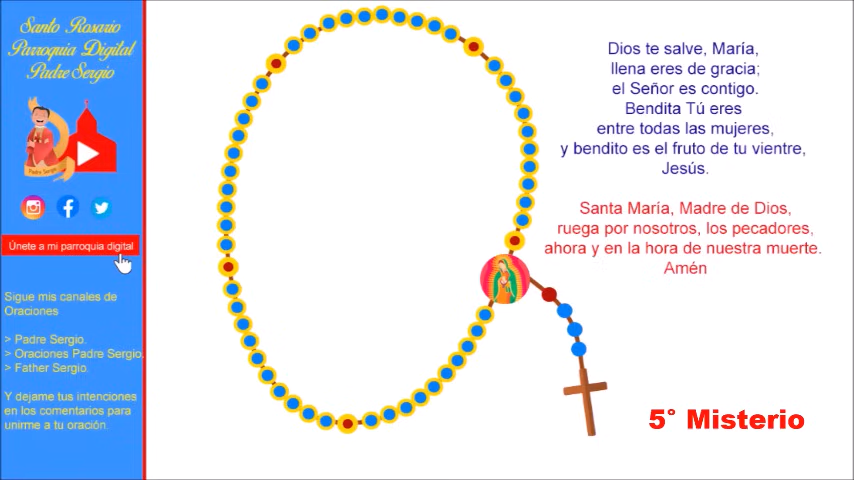 Santo Rosario
Parroquia Digital
Padre Sergio
Padre Sergio
Únete a mi parroquia digital
Sigue mis canales de
Oraciones
> Padre Sergio.
> Oraciones Padre Sergio,
> Father Sergio.
Y dejame tus intenciones
en los comentarios para
unirme a tu oración.
Dios te salve, María,
llena eres de gracia;
el Señor es contigo.
Bendita Tú eres
entre todas las mujeres,
y bendito es el fruto de tu vientre,
Jesús.
Santa María, Madre de Dios,
ruega por nosotros, los pecadores,
ahora y en la hora de nuestra muerte.
Amén
5° Misterio